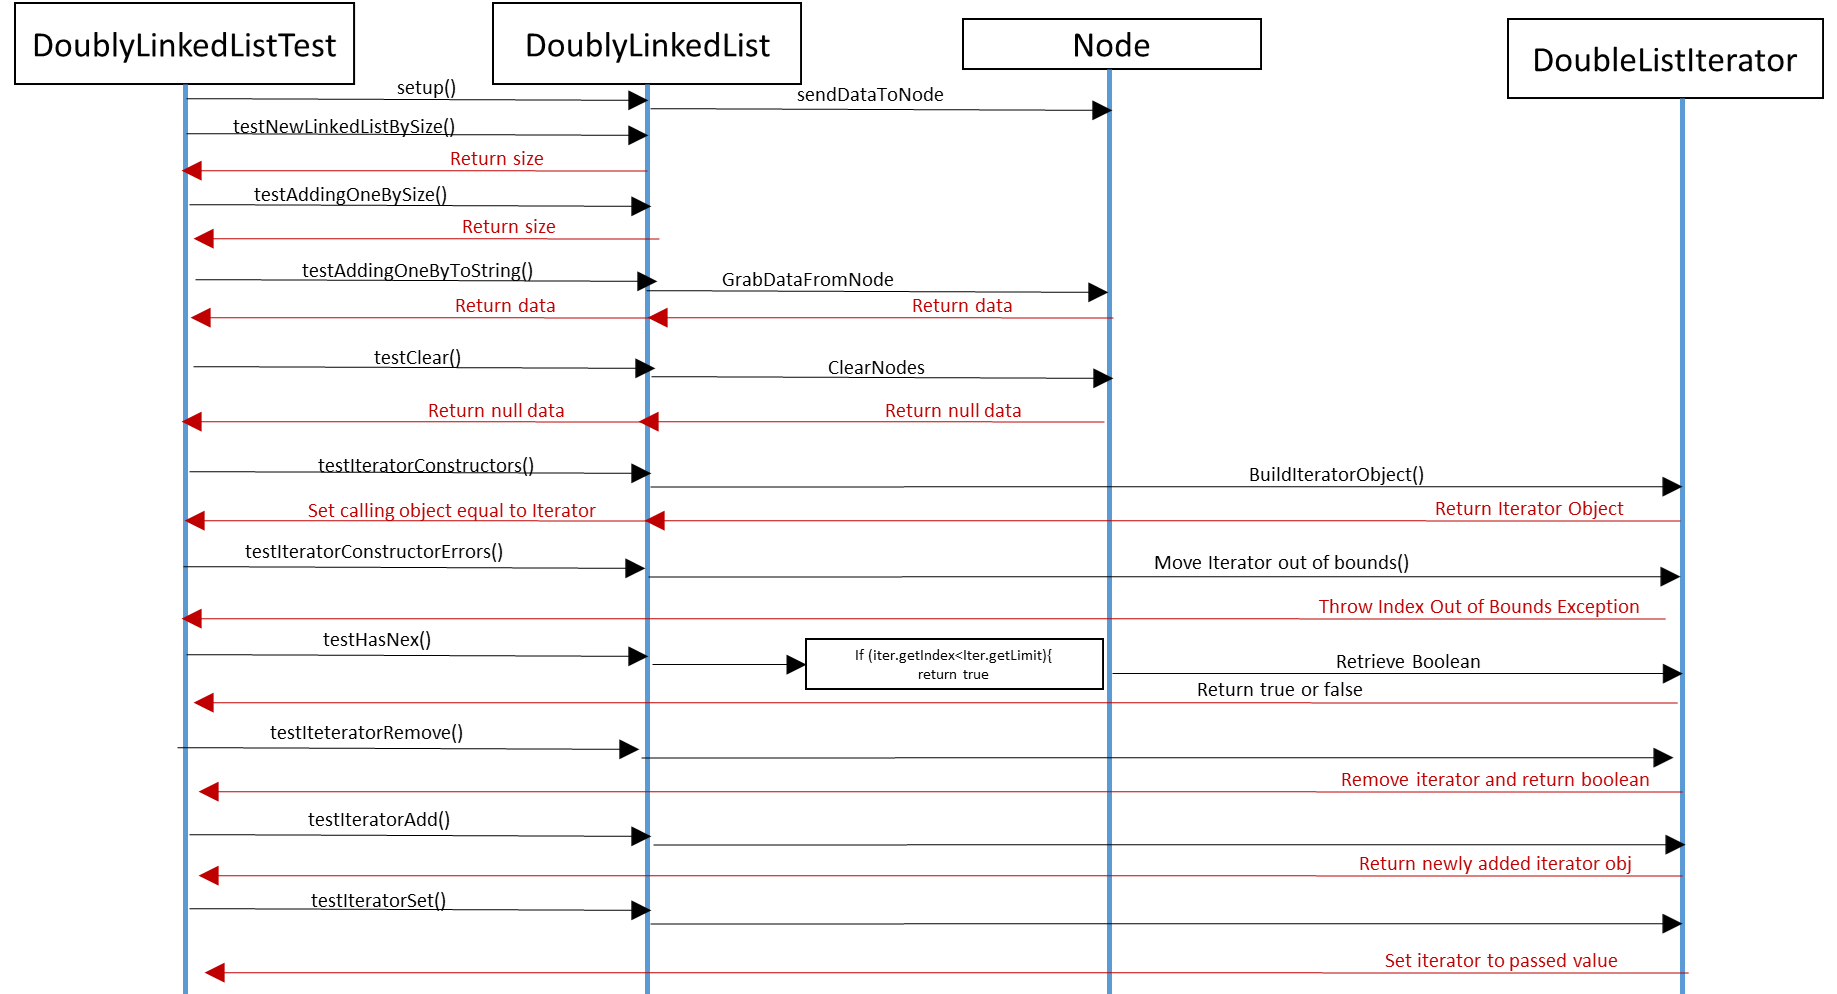 DoublyLinkedListTest
DoublyLinkedList
Node
DoubleListIterator
setup()
sendDataToNode
testNewLinkedListBySize()
Return size
testAddingOneBySize()
Return size
testAddingOneByToString()
GrabDataFromNode
Return data
Return data
testClear()
ClearNodes
Return null data
Return null data
testIteratorConstructors()
BuildIteratorObject()
Set calling object equal to Iterator
Return Iterator Object
testIteratorConstructorErrors()
Move Iterator out of bounds()
Throw Index Out of Bounds Exception
testHasNex()
If (iter.getIndex<Iter.getLimit){
return true
Retrieve Boolean
Return true or false
testIteteratorRemove()
Remove iterator and return boolean
testIteratorAdd()
Return newly added iterator obj
testIteratorSet()
Set iterator to passed value